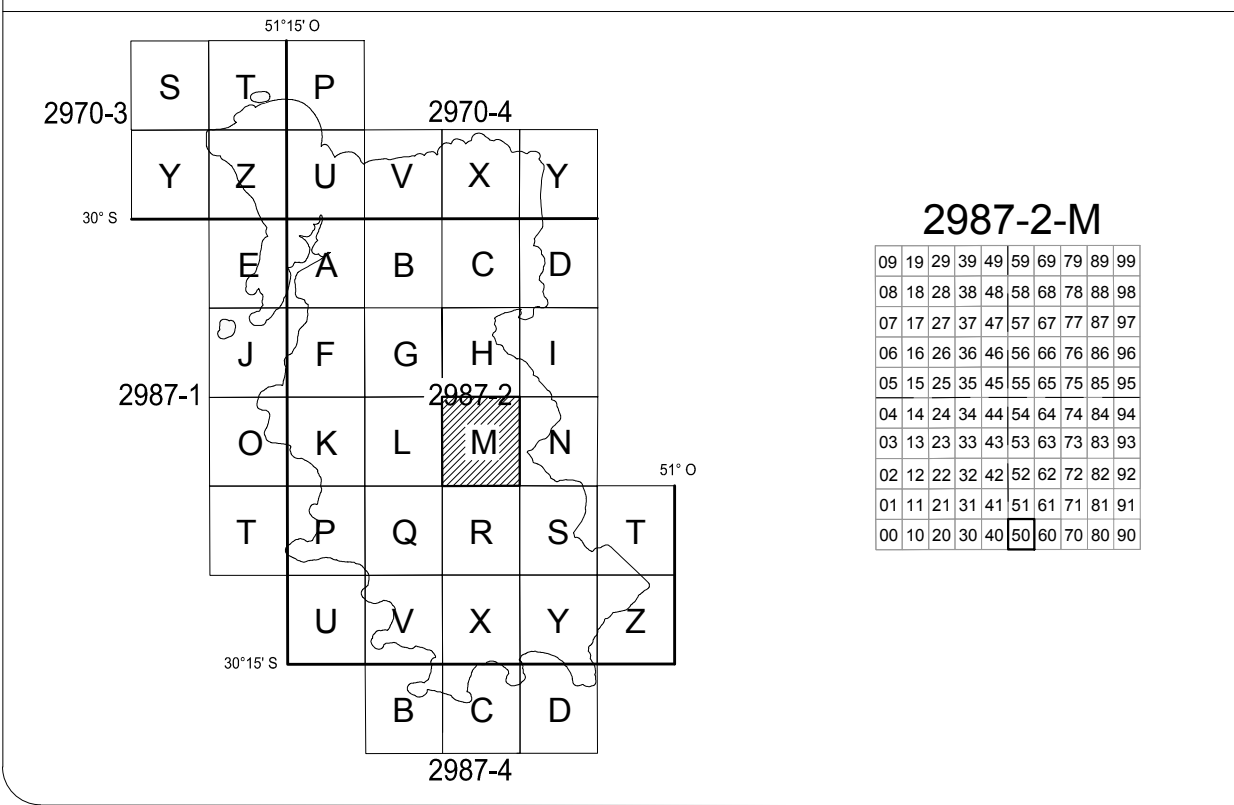 51°15' O
S T P
2970-3 2970-4
Y Z U V X Y
30° S
E A B C D
J F G H I
2987-1 2987-2
O K L M N
51° O
T P Q R S T
U V X Y Z
30°15' S
B C D
2987-4
2987-2-M
09 19 29 39 49 59 69 79 89 99
08 18 28 38 48 58 68 78 88 98
07 17 27 37 47 57 67 77 87 97
06 16 26 36 46 56 66 76 86 96
05 15 25 35 45 55 65 75 85 95
04 14 24 34 44 54 64 74 84 94
03 13 23 33 43 53 63 73 83 93
02 12 22 32 42 52 62 72 82 92
01 11 21 31 41 51 61 71 81 91
00 10 20 30 40 50 60 70 80 90